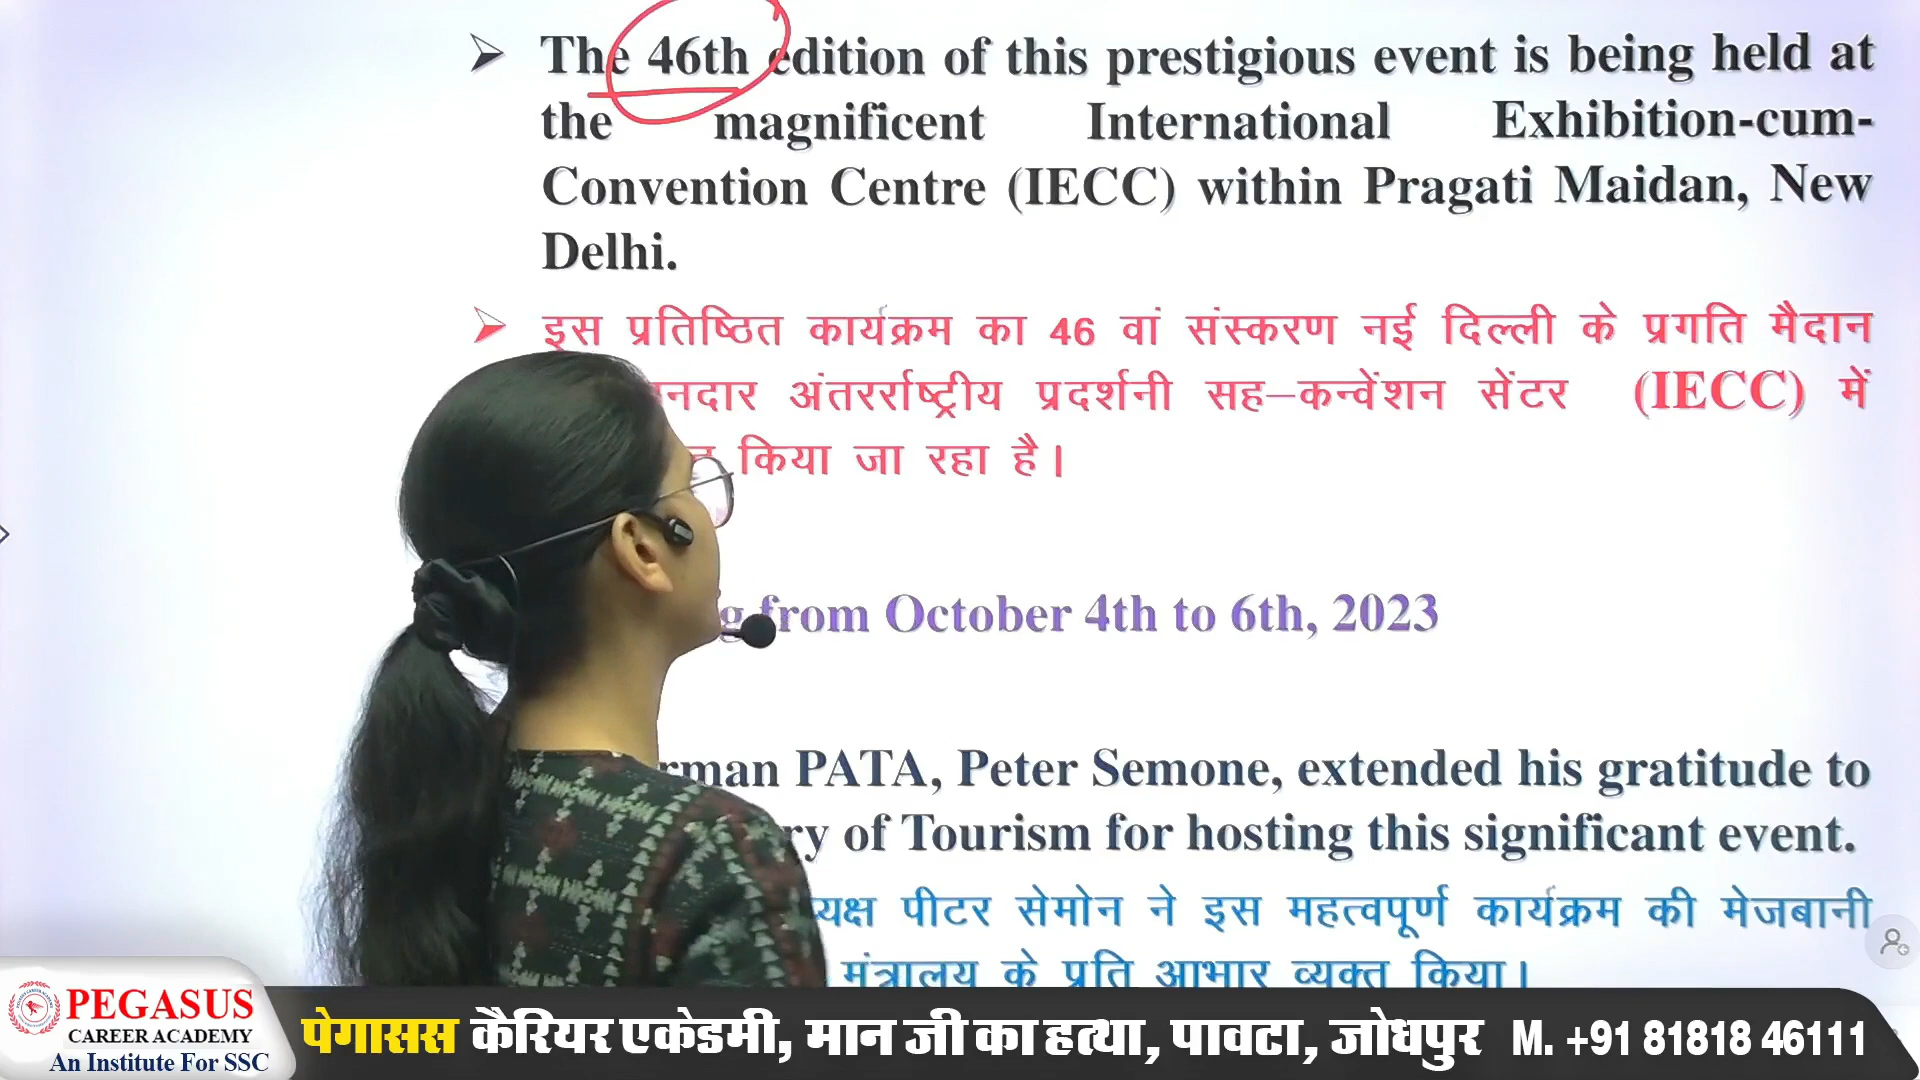 The 46th edition of this prestigious event is being held at
the magnificent International Exhibition-cum-
Convention Centre (IECC) within Pragati Maidan, New
Delhi.
इस प्रतिष्ठित कार्यक्रम का 46 वां संस्करण नई दिल्ली के प्रगति मैदान
अंतरर्राष्ट्रीय प्रदर्शनी सह–कन्वेंशन सेंटर (IECC) में
किया जा रहा है।
from October 4th to 6th, 2023
PATA, Peter Semone, extended his gratitude to
of Tourism for hosting this significant event.
पीटर सेमोन ने इस महत्वपूर्ण कार्यक्रम की मेजबानी
मंत्रालय के प्रति आभार व्यक्त किया।
PEGASUS
CAREER ACADEMY
An Institute For SSC
पेगासस कैरियर एकेडमी, मान जी का हत्था, पावटा, जोधपुर M. +91 81818 46111